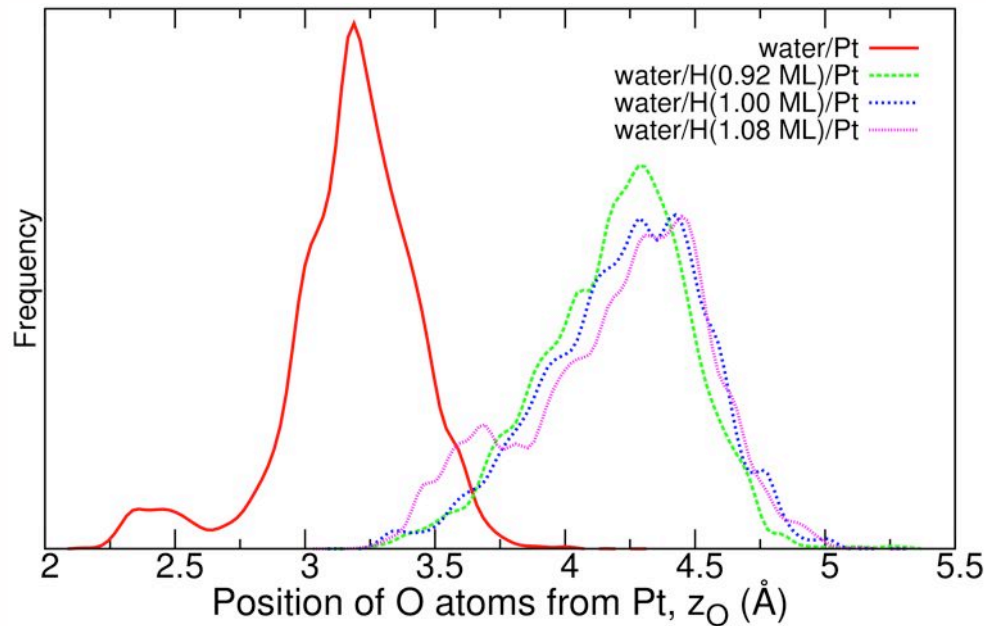 water/Pt
water/H(0.92 ML)/Pt
water/H(1.00 ML)/Pt
water/H(1.08 ML)/Pt
Frequency
2 2.5 3 3.5 4 4.5 5 5.5
Position of O atoms from Pt, zO (Å)